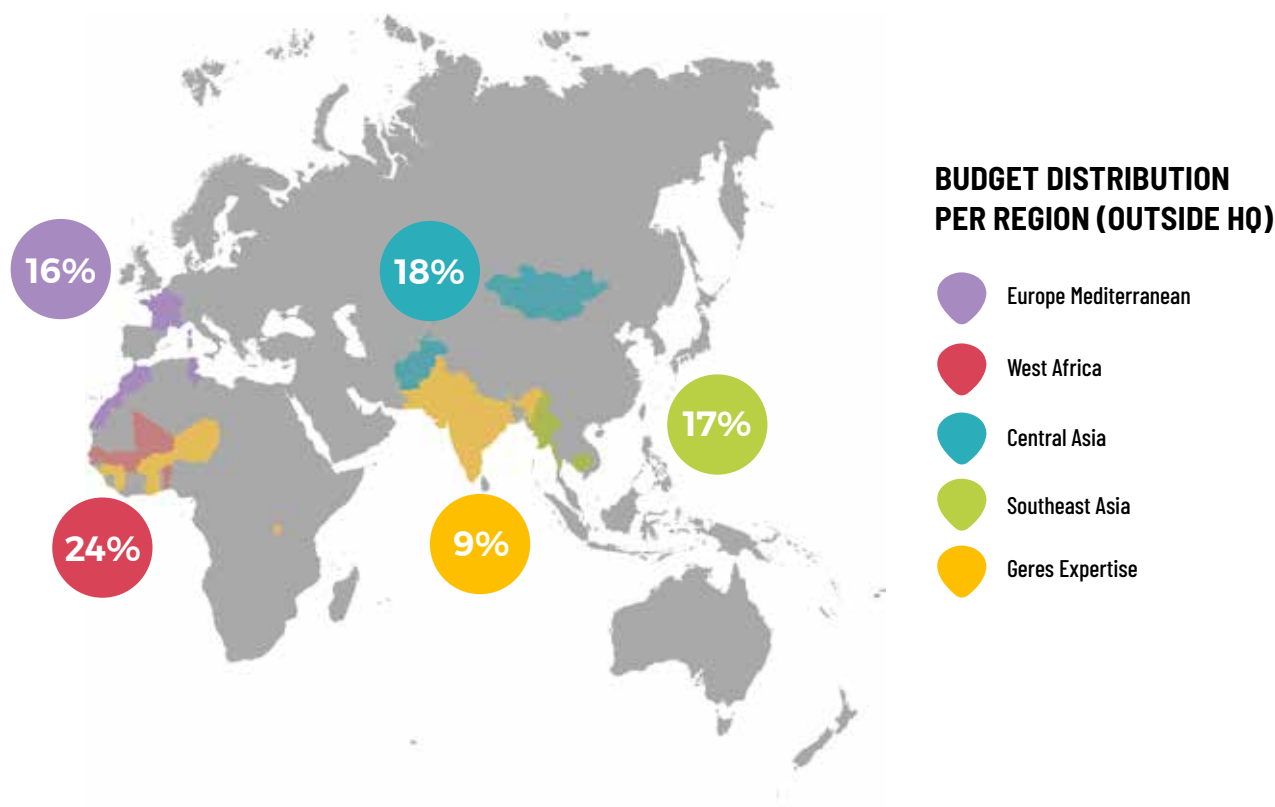 BUDGET DISTRIBUTION
PER REGION (OUTSIDE HQ)
16%
18%
17%
24%
9%
Europe Mediterranean
West Africa
Central Asia
Southeast Asia
Geres Expertise